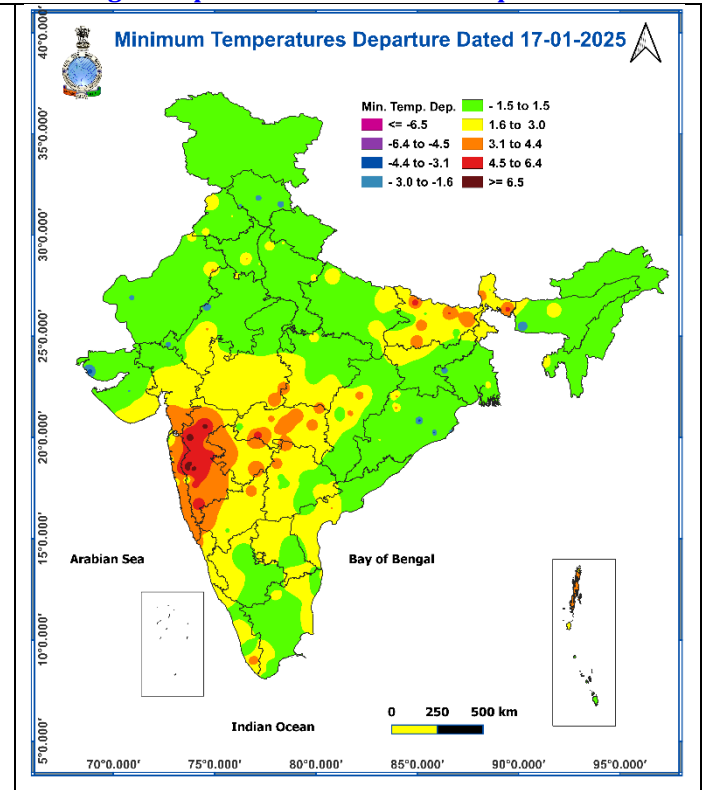 Minimum Temperatures Departure Dated 17-01-2025
Min. Temp. Dep.
<= -6.5
-6.4 to -4.5
-4.4 to -3.1
- 3.0 to -1.6
- 1.5 to 1.5
1.6 to 3.0
3.1 to 4.4
4.5 to 6.4
>= 6.5
40°0.000'
35°0.000'
30°0.000'
25°0.000'
20°0.000'
15°0.000'
10°0.000'
5°0.000'
Arabian Sea
Bay of Bengal
Indian Ocean
0 250 500 km
70°0.000' 75°0.000' 80°0.000' 85°0.000' 90°0.000' 95°0.000'